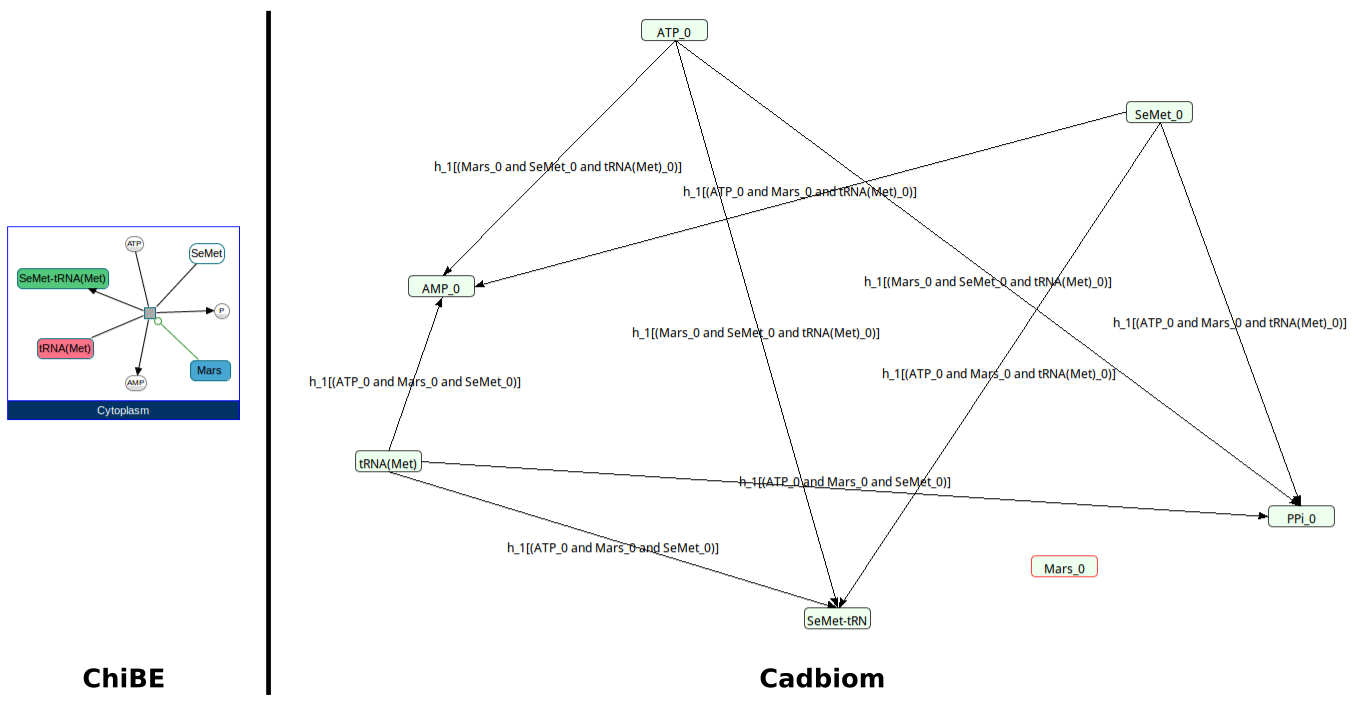 ATP
SeMet
SeMet-tRNA(Met)
P
tRNA(Met)
Mars
AMP
Cytoplasm
ChiBE
ATP_0
SeMet_0
h_1[(Mars_0 and SeMet_0 and tRNA(Met)_0)]
h_1[(ATP_0 and Mars_0 and tRNA(Met)_0)]
AMP_0
h_1[(Mars_0 and SeMet_0 and tRNA(Met)_0)]
h_1[(ATP_0 and Mars_0 and tRNA(Met)_0)]
h_1[(Mars_0 and SeMet_0 and tRNA(Met)_0)]
h_1[(ATP_0 and Mars_0 and tRNA(Met)_0)]
h_1[(ATP_0 and Mars_0 and SeMet_0)]
tRNA(Met)
h_1[(ATP_0 and Mars_0 and SeMet_0)]
PPi_0
h_1[(ATP_0 and Mars_0 and SeMet_0)]
Mars_0
SeMet-tRN
Cadbiom